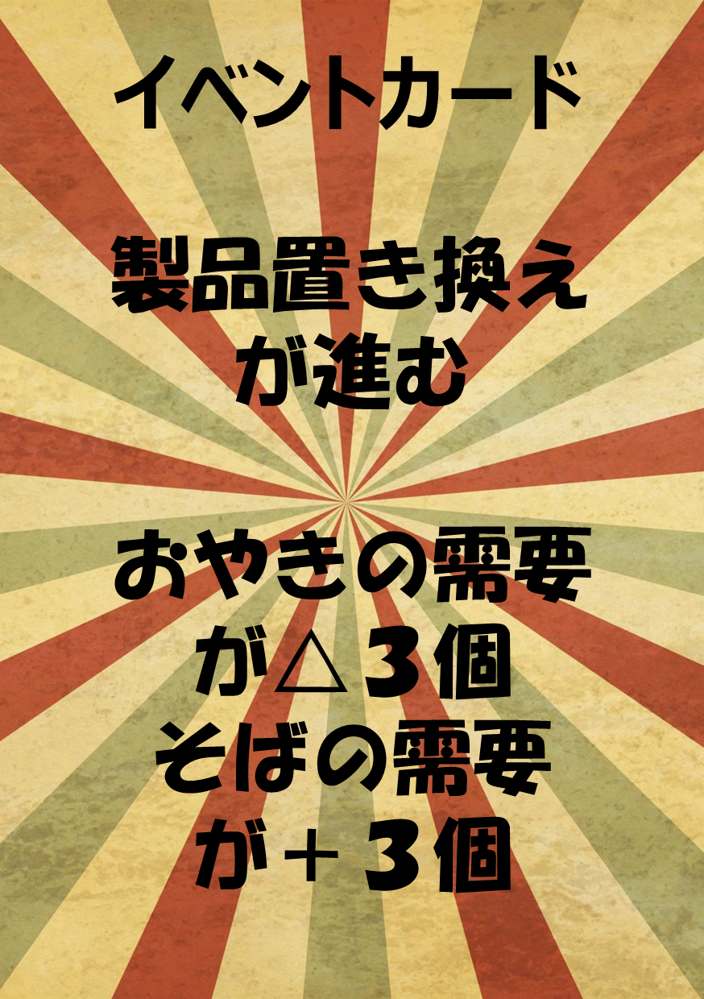 イベントカード
製品置き換え
が進む
おやきの需要
が△３個
そばの需要
が＋３個